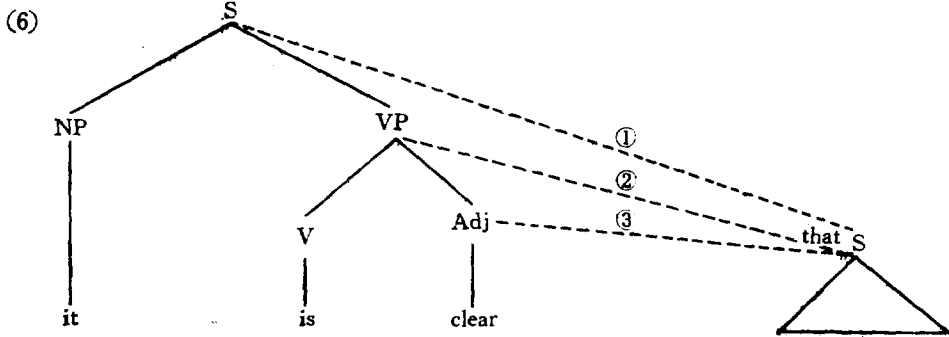 (6)
S
NP VP
①
②
V Adj ③ that S
it is clear